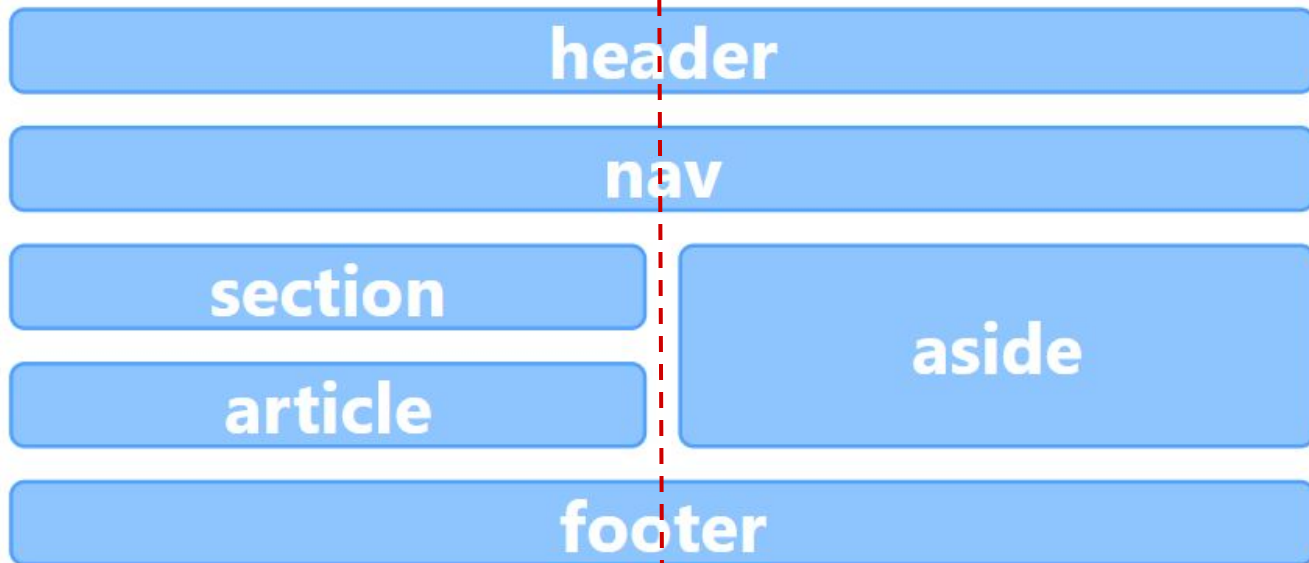 header
nav
section
article
aside
footer